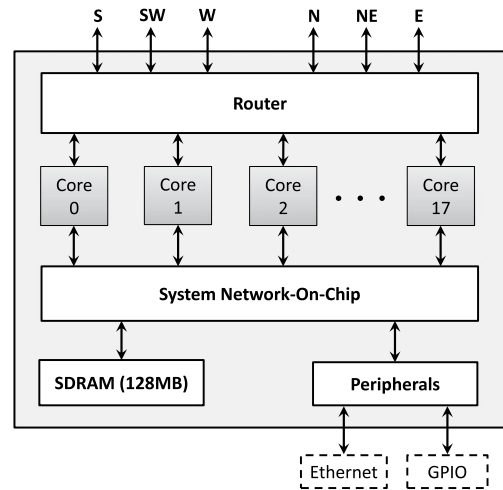 S SW W N NE E
Router
Core 0 Core 1 Core 2 . . . Core 17
System Network-On-Chip
SDRAM (128MB) Peripherals
Ethernet GPIO